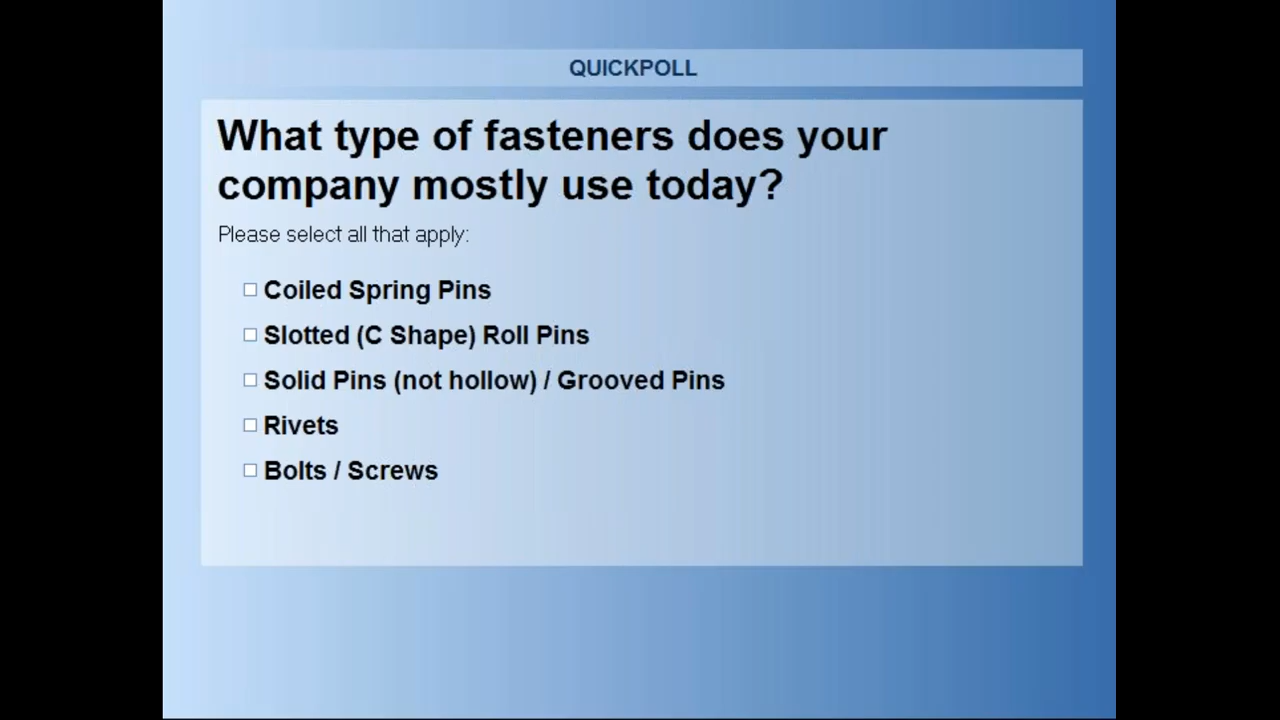 QUICKPOLL
What type of fasteners does your
company mostly use today?
Please select all that apply:
Coiled Spring Pins
Slotted (C Shape) Roll Pins
Solid Pins (not hollow) / Grooved Pins
Rivets
Bolts / Screws